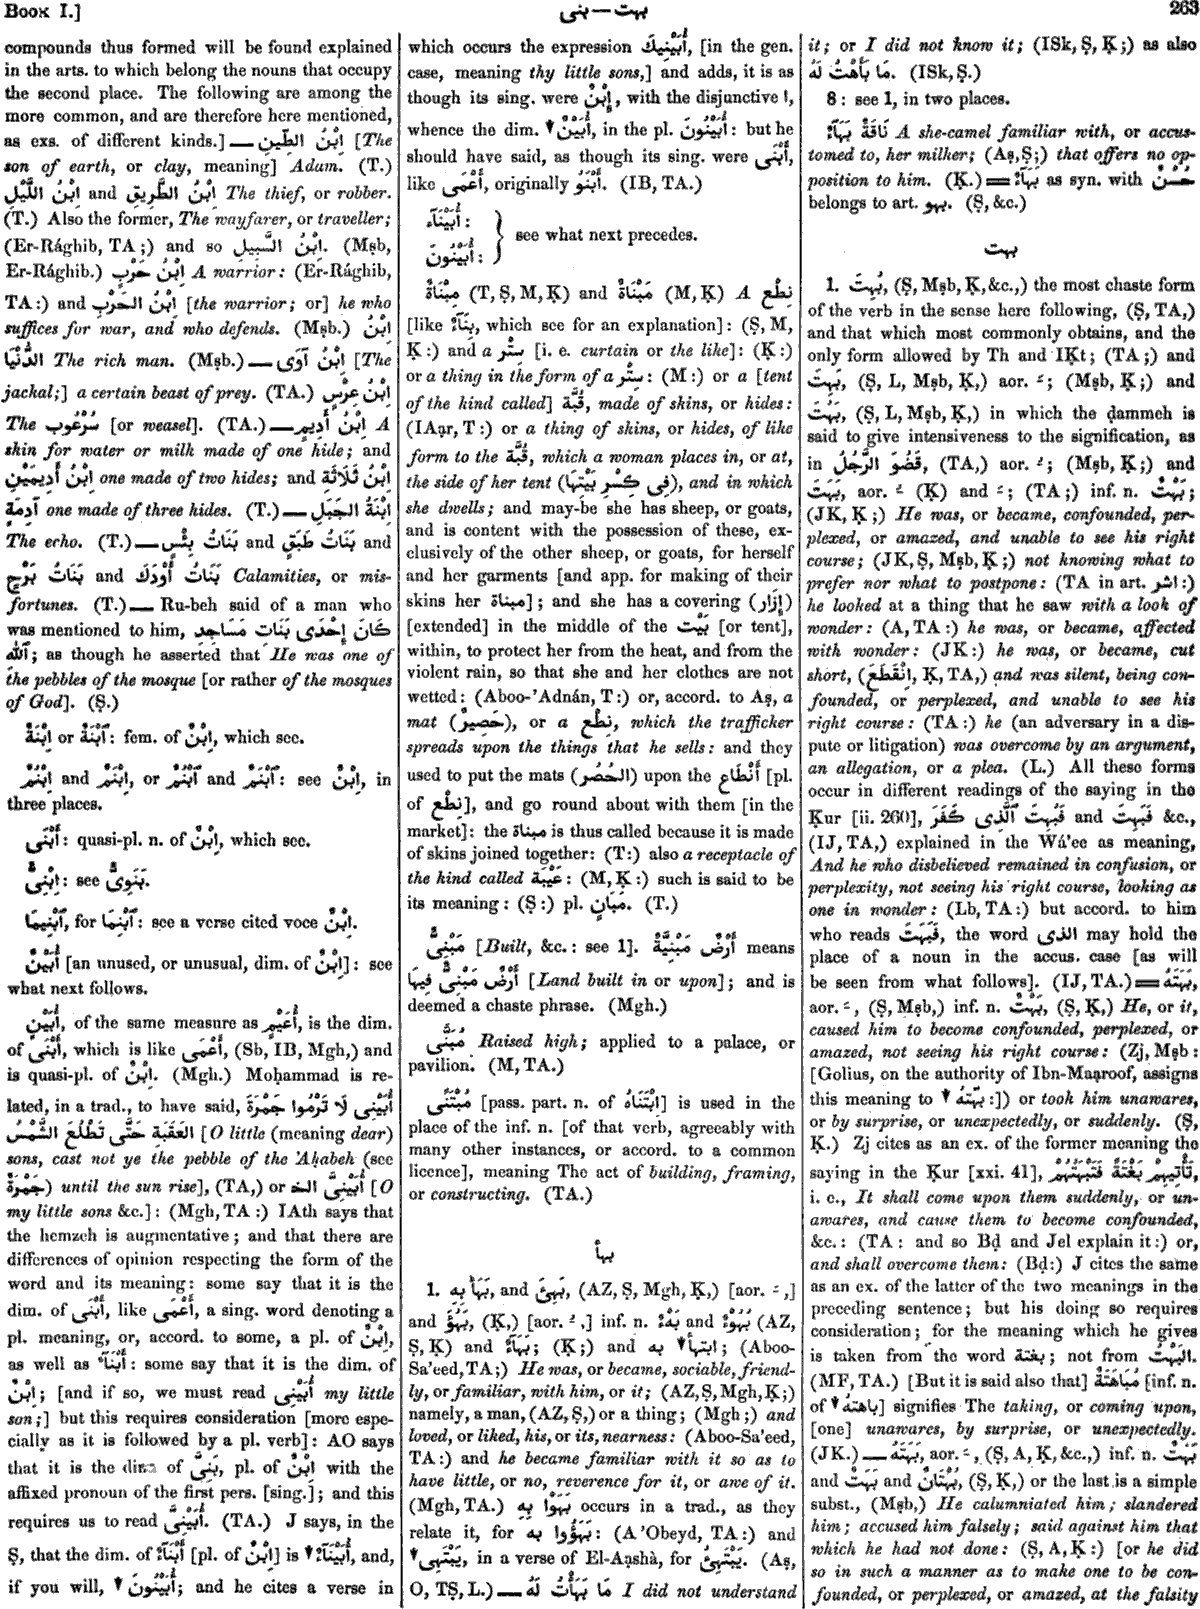 Book I.]
بنى — بهت
263
compounds thus formed will be found explained
in the arts. to which belong the nouns that occupy
the second place. The following are among the
more common, and are therefore here mentioned,
as exs. of different kinds.] — اِبْنُ الطِّينِ [The
son of earth, or clay, meaning] Adam. (T.)
اِبْنُ اللَّيْلِ and اِبْنُ الطَّرِيقِ The thief, or robber.
(T.) Also the former, The wayfarer, or traveller;
(Er-Rághib, TA;) and so اِبْنُ السَّبِيلِ. (Mṣb,
Er-Rághib.) اِبْنُ حَرْبٍ A warrior: (Er-Rághib,
TA:) and اِبْنُ الحَرْبِ [the warrior; or] he who
suffices for war, and who defends. (Mṣb.) اِبْنُ
الدُّنْيَا The rich man. (Mṣb.) — اِبْنُ آوَى [The
jackal;] a certain beast of prey. (TA.) اِبْنُ عِرْسٍ
The سُرْعُوب [or weasel]. (TA.) — اِبْنُ أَدِيمٍ A
skin for water or milk made of one hide; and
اِبْنُ أَدِيمَيْنِ one made of two hides; and اِبْنُ ثَلَاثَةِ
آدِمَةٍ one made of three hides. (T.) — اِبْنَةُ الجَبَلِ
The echo. (T.) — بَنَاتُ بِئْسٍ and بَنَاتُ طَبَقٍ and
بَنَاتُ بَرْحٍ and بَنَاتُ أَوْدَكَ Calamities, or mis-
fortunes. (T.) — Ru-beh said of a man who
was mentioned to him, كَانَ إِحْدَى بَنَاتِ مَسَاجِدِ
اللّٰهِ; as though he asserted that He was one of
the pebbles of the mosque [or rather of the mosques
of God]. (Ṣ.)
اِبْنَةٌ or ٱبْنَةٌ: fem. of اِبْنٌ, which see.
اِبْنُمٌ and اِبْنَمٌ, or ٱبْنُمٌ and ٱبْنَمٌ: see اِبْنٌ, in
three places.
أَبْنَى: quasi-pl. n. of اِبْنٌ, which see.
اِبْنِىٌّ: see بَنَوِىٌّ.
ٱبْنِيمَا, for ٱبْنِمَا: see a verse cited voce اِبْنٌ.
أُبَيْنٌ [an unused, or unusual, dim. of اِبْنٌ]: see
what next follows.
أُبَيْنٍ, of the same measure as أُعَيْمٍ, is the dim.
of أَبْنَى, which is like أَعْمَى, (Sb, IB, Mgh,) and
is quasi-pl. of اِبْنٌ. (Mgh.) Moḥammad is re-
lated, in a trad., to have said, أُبَيْنِى لَا تَرْمُوا جَمْرَةَ
العَقَبَةِ حَتَّى تَطْلُعَ الشَّمْسُ [O little (meaning dear)
sons, cast not ye the pebble of the 'Aḳabeh (see
جَمْرَةٌ) until the sun rise], (TA,) or أُبَيْنِىَّ الخ [O
my little sons &c.]: (Mgh, TA:) IAth says that
the hemzeh is augmentative; and that there are
differences of opinion respecting the form of the
word and its meaning: some say that it is the
dim. of أَبْنَى, like أَعْمَى, a sing. word denoting a
pl. meaning, or, accord. to some, a pl. of اِبْنٌ,
as well as أَبْنَآءٌ: some say that it is the dim. of
اِبْنٌ; [and if so, we must read أُبَيْنِى my little
son;] but this requires consideration [more espe-
cially as it is followed by a pl. verb]: AO says
that it is the dim. of بَنِىَّ, pl. of اِبْنٌ with the
affixed pronoun of the first pers. [sing.]; and this
requires us to read أُبَيْنِىَّ. (TA.) J says, in the
Ṣ, that the dim. of أَبْنَآءٌ [pl. of اِبْنٌ] is أُبَيْنَآءٌ, and,
if you will, أُبَيْنُونَ; and he cites a verse in
which occurs the expression أُبَيْنِيكَ, [in the gen.
case, meaning thy little sons,] and adds, it is as
though its sing. were إِبْنٌ, with the disjunctive ا,
whence the dim. أُبَيْنٌ, in the pl. أُبَيْنُونَ: but he
should have said, as though its sing. were أَبْنَى,
like أَعْمَى, originally أَبْنَوُ. (IB, TA.)
أُبَيْنَآء:
أُبَيْنُونَ:
see what next precedes.
مِبْنَاةٌ (T, Ṣ, M, Ḳ) and مَبْنَاةٌ (M, Ḳ) A نِطْع
[like بِنَآءٌ, which see for an explanation]: (Ṣ, M,
Ḳ:) and a سِتْر [i. e. curtain or the like]: (Ḳ:)
or a thing in the form of a سِتْر: (M:) or a [tent
of the kind called] قُبَّة, made of skins, or hides:
(IAạr, T:) or a thing of skins, or hides, of like
form to the قُبَّة, which a woman places in, or at,
the side of her tent (فِى كِسْرِ بَيْتِهَا), and in which
she dwells; and may-be she has sheep, or goats,
and is content with the possession of these, ex-
clusively of the other sheep, or goats, for herself
and her garments [and app. for making of their
skins her مبناة]; and she has a covering (إِزَار)
[extended] in the middle of the بَيْت [or tent],
within, to protect her from the heat, and from the
violent rain, so that she and her clothes are not
wetted: (Aboo-'Adnán, T:) or, accord. to Aṣ, a
mat (حَصِير), or a نِطْع, which the trafficker
spreads upon the things that he sells: and they
used to put the mats (الحُصُر) upon the أَنْطَاع [pl.
of نِطْع], and go round about with them [in the
market]: the مبناة is thus called because it is made
of skins joined together: (T:) also a receptacle of
the kind called عَيْبَة: (M, Ḳ:) such is said to be
its meaning: (Ṣ:) pl. مَبَانٍ. (T.)
مَبْنِىٌّ [Built, &c.: see 1]. أَرْضٌ مَبْنِيَّةٌ means
أَرْضٌ مَبْنِىٌّ فِيهَا [Land built in or upon]; and is
deemed a chaste phrase. (Mgh.)
مُبَنًّى Raised high; applied to a palace, or
pavilion. (M, TA.)
مُبْتَنًى [pass. part. n. of اِبْتَنَاهُ] is used in the
place of the inf. n. [of that verb, agreeably with
many other instances, or accord. to a common
licence], meaning The act of building, framing,
or constructing. (TA.)
بهأ
1. بَهَأَ بِهِ, and بَهِئَ, (AZ, Ṣ, Mgh, Ḳ,) [aor. ـَ ,]
and بَهُؤَ, (Ḳ,) [aor. ـُ ,] inf. n. بَهْءٌ and بُهُوْءٌ (AZ,
Ṣ, Ḳ) and بَهَآءٌ; (Ḳ;) and ابتهأ به; (Aboo-
Sa'eed, TA;) He was, or became, sociable, friend-
ly, or familiar, with him, or it; (AZ, Ṣ, Mgh, Ḳ;)
namely, a man, (AZ, Ṣ,) or a thing; (Mgh;) and
loved, or liked, his, or its, nearness: (Aboo-Sa'eed,
TA:) and he became familiar with it so as to
have little, or no, reverence for it, or awe of it.
(Mgh, TA.) بَهَوْا بِهِ occurs in a trad., as they
relate it, for بَهَؤُوا بِهِ: (A 'Obeyd, TA:) and
يَبْتَهِى, in a verse of El-Aạshà, for يَبْتَهِئُ. (Aṣ,
O, TṢ, L.) — مَا بَهَأْتُ لَهُ I did not understand
it; or I did not know it; (ISk, Ṣ, Ḳ;) as also
مَا بَأَهْتُ لَهُ. (ISk, Ṣ.)
8: see 1, in two places.
نَاقَةٌ بَهَآءٌ A she-camel familiar with, or accus-
tomed to, her milker; (Aṣ, Ṣ;) that offers no op-
position to him. (Ḳ.) = بَهَآءٌ as syn. with حُسْنٌ
belongs to art. بهو. (Ṣ, &c.)
بهت
1. بُهِتَ, (Ṣ, Mṣb, Ḳ, &c.,) the most chaste form
of the verb in the sense here following, (Ṣ, TA,)
and that which most commonly obtains, and the
only form allowed by Th and IḲt; (TA;) and
بَهِتَ, (Ṣ, L, Mṣb, Ḳ,) aor. ـَ ; (Mṣb, Ḳ;) and
بَهُتَ, (Ṣ, L, Mṣb, Ḳ,) in which the ḍammeh is
said to give intensiveness to the signification, as
in قَضُوَ الرَّجُلُ, (TA,) aor. ـُ ; (Mṣb, Ḳ;) and
بَهَتَ, aor. ـَ (Ḳ) and ـُ ; (TA;) inf. n. بَهْتٌ;
(JK, Ḳ;) He was, or became, confounded, per-
plexed, or amazed, and unable to see his right
course; (JK, Ṣ, Mṣb, Ḳ;) not knowing what to
prefer nor what to postpone: (TA in art. اشر:)
he looked at a thing that he saw with a look of
wonder: (A, TA:) he was, or became, affected
with wonder: (JK:) he was, or became, cut
short, (اِنْقَطَعَ, Ḳ, TA,) and was silent, being con-
founded, or perplexed, and unable to see his
right course: (TA:) he (an adversary in a dis-
pute or litigation) was overcome by an argument,
an allegation, or a plea. (L.) All these forms
occur in different readings of the saying in the
Ḳur [ii. 260], فَبُهِتَ ٱلَّذِى كَفَرَ and فَبَهِتَ &c.,
(IJ, TA,) explained in the Wá'ee as meaning,
And he who disbelieved remained in confusion, or
perplexity, not seeing his right course, looking as
one in wonder: (Lb, TA:) but accord. to him
who reads فَبَهَتَ, the word الذى may hold the
place of a noun in the accus. case [as will
be seen from what follows]. (IJ, TA.) = بَهَتَهُ,
aor. ـَ , (Ṣ, Mṣb,) inf. n. بَهْتٌ, (Ṣ, Ḳ,) He, or it,
caused him to become confounded, perplexed, or
amazed, not seeing his right course: (Zj, Mṣb:
[Golius, on the authority of Ibn-Maạroof, assigns
this meaning to بهّتهُ:]) or took him unawares,
or by surprise, or unexpectedly, or suddenly. (Ṣ,
Ḳ.) Zj cites as an ex. of the former meaning the
saying in the Ḳur [xxi. 41], تَأْتِيهِمْ بَغْتَةً فَتَبْهَتُهُمْ,
i. e., It shall come upon them suddenly, or un-
awares, and cause them to become confounded,
&c.: (TA: and so Bḍ and Jel explain it:) or,
and shall overcome them: (Bḍ:) J cites the same
as an ex. of the latter of the two meanings in the
preceding sentence; but his doing so requires
consideration; for the meaning which he gives
is taken from the word بغتة; not from البَهْتُ.
(MF, TA.) [But it is said also that] مُبَاهَتَةٌ [inf. n.
of باهتهُ] signifies The taking, or coming upon,
[one] unawares, by surprise, or unexpectedly.
(JK.) — بَهَتَهُ, aor. ـَ , (Ṣ, A, Ḳ, &c.,) inf. n. بَهْتٌ
and بَهَتٌ and بُهْتَانٌ, (Ṣ, Ḳ,) or the last is a simple
subst., (Mṣb,) He calumniated him; slandered
him; accused him falsely; said against him that
which he had not done: (Ṣ, A, Ḳ:) [or he did
so in such a manner as to make one to be con-
founded, or perplexed, or amazed, at the falsity